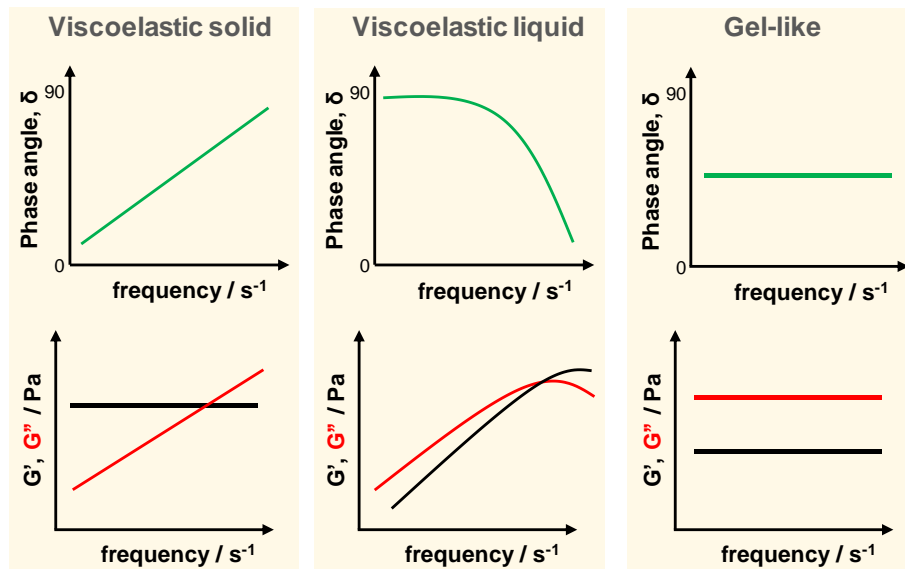 Viscoelastic solid
Phase angle, δ
90
0
frequency / s⁻¹
G', G" / Pa
frequency / s⁻¹
Viscoelastic liquid
Phase angle, δ
90
0
frequency / s⁻¹
G', G" / Pa
frequency / s⁻¹
Gel-like
Phase angle, δ
90
0
frequency / s⁻¹
G', G" / Pa
frequency / s⁻¹